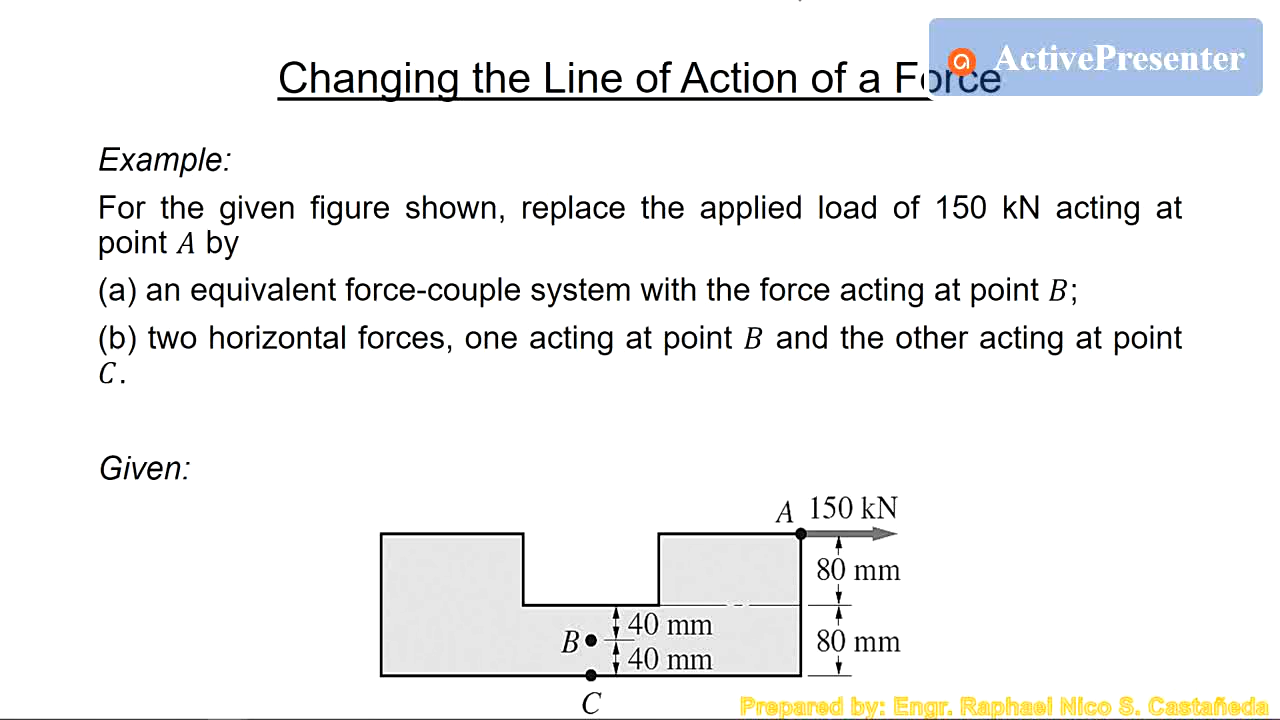 ActivePresenter
Changing the Line of Action of a Force
Example:
For the given figure shown, replace the applied load of 150 kN acting at
point A by
(a) an equivalent force-couple system with the force acting at point B;
(b) two horizontal forces, one acting at point B and the other acting at point
C.
Given:
A 150 kN
80 mm
40 mm
B
80 mm
40 mm
C
Prepared by: Engr. Raphael Nico S. Castañeda